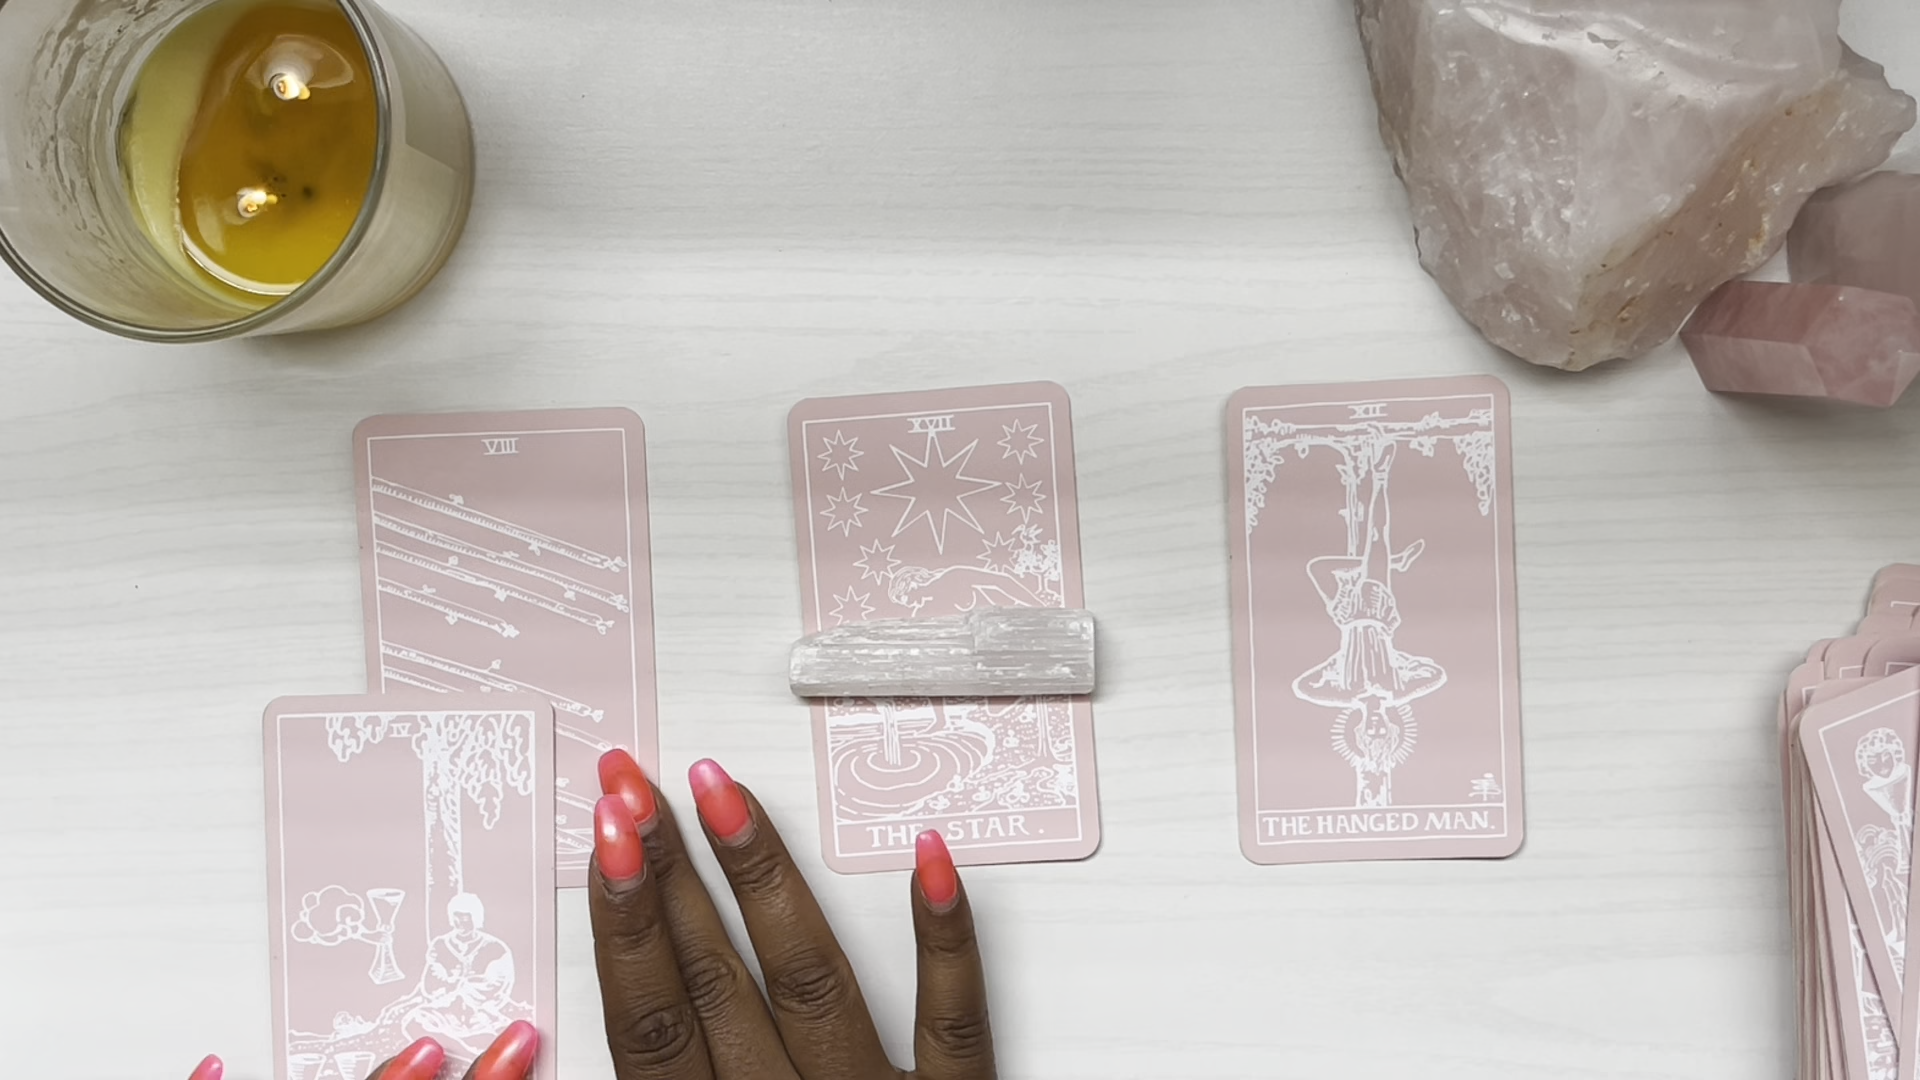 VIII
XVII
THE STAR.
XII
THE HANGED MAN.
IV